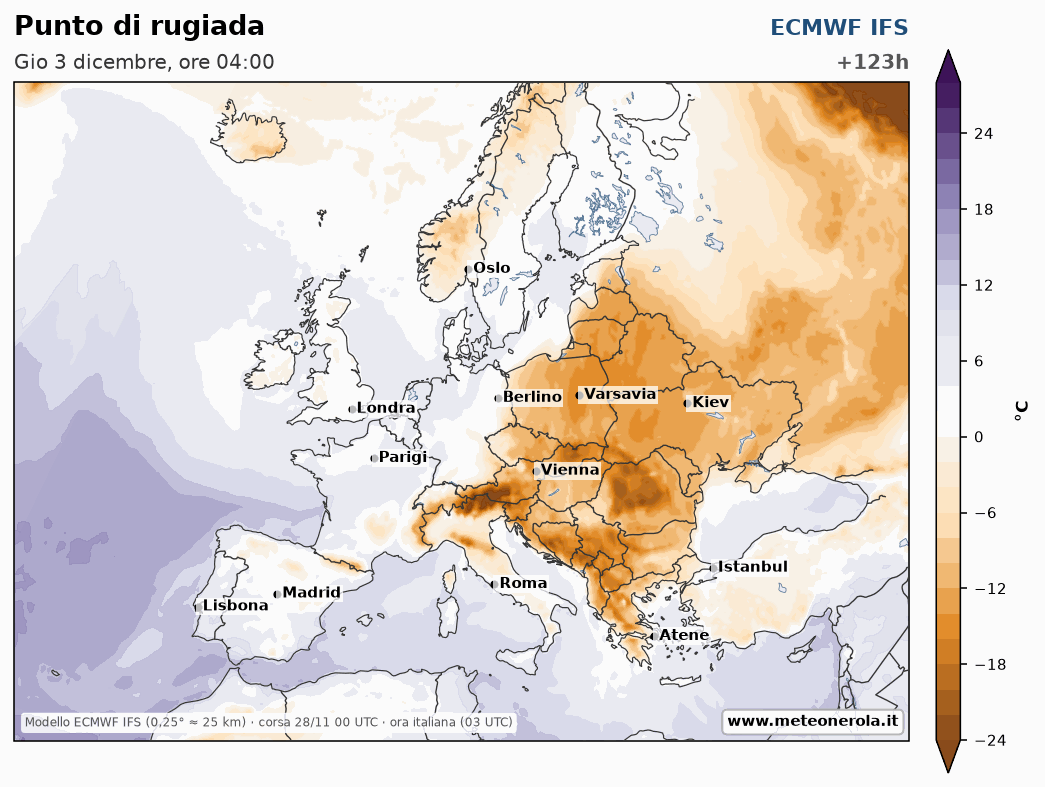 Punto di rugiada
ECMWF IFS
Gio 3 dicembre, ore 04:00
+123h
Oslo
Londra
Berlino
Varsavia
Kiev
Parigi
Vienna
Istanbul
Roma
Madrid
Lisbona
Atene
24
18
12
6
0
−6
−12
−18
−24
°C
Modello ECMWF IFS (0,25° ≈ 25 km) · corsa 28/11 00 UTC · ora italiana (03 UTC)
www.meteonerola.it